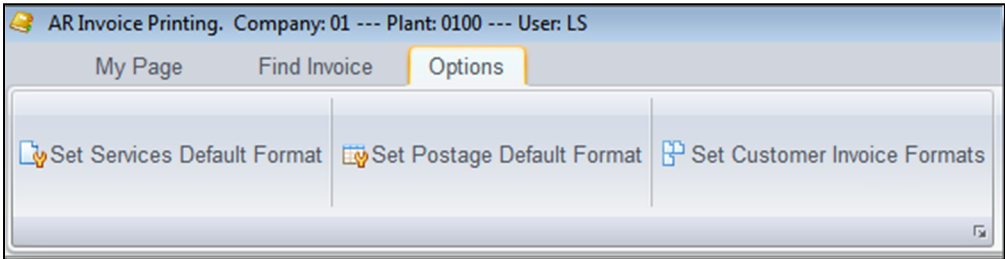 AR Invoice Printing. Company: 01 --- Plant: 0100 --- User: LS
My Page Find Invoice Options
Set Services Default Format Set Postage Default Format Set Customer Invoice Formats